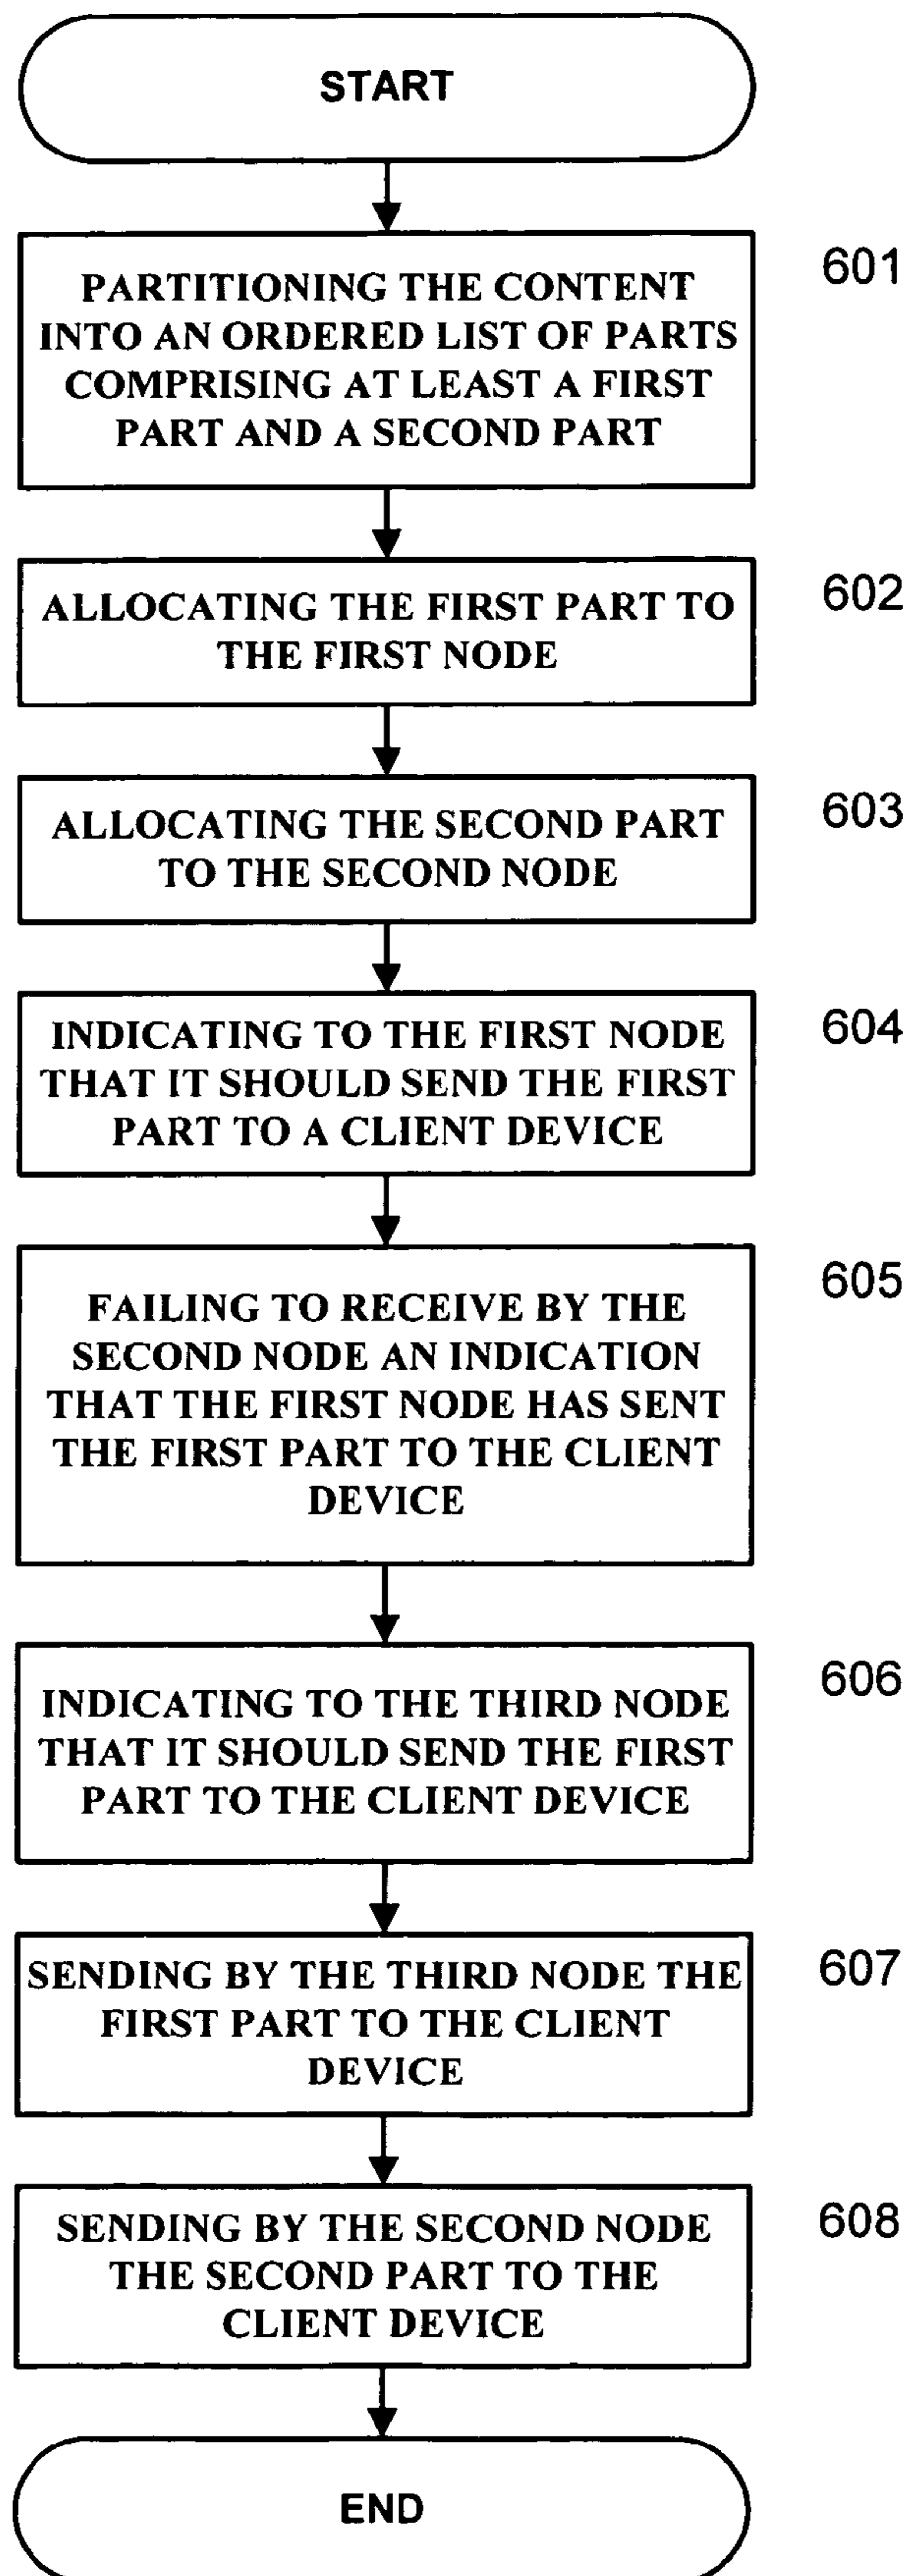 START
PARTITIONING THE CONTENT
INTO AN ORDERED LIST OF PARTS
COMPRISING AT LEAST A FIRST
PART AND A SECOND PART
601
ALLOCATING THE FIRST PART TO
THE FIRST NODE
602
ALLOCATING THE SECOND PART
TO THE SECOND NODE
603
INDICATING TO THE FIRST NODE
THAT IT SHOULD SEND THE FIRST
PART TO A CLIENT DEVICE
604
FAILING TO RECEIVE BY THE
SECOND NODE AN INDICATION
THAT THE FIRST NODE HAS SENT
THE FIRST PART TO THE CLIENT
DEVICE
605
INDICATING TO THE THIRD NODE
THAT IT SHOULD SEND THE FIRST
PART TO THE CLIENT DEVICE
606
SENDING BY THE THIRD NODE THE
FIRST PART TO THE CLIENT
DEVICE
607
SENDING BY THE SECOND NODE
THE SECOND PART TO THE
CLIENT DEVICE
608
END